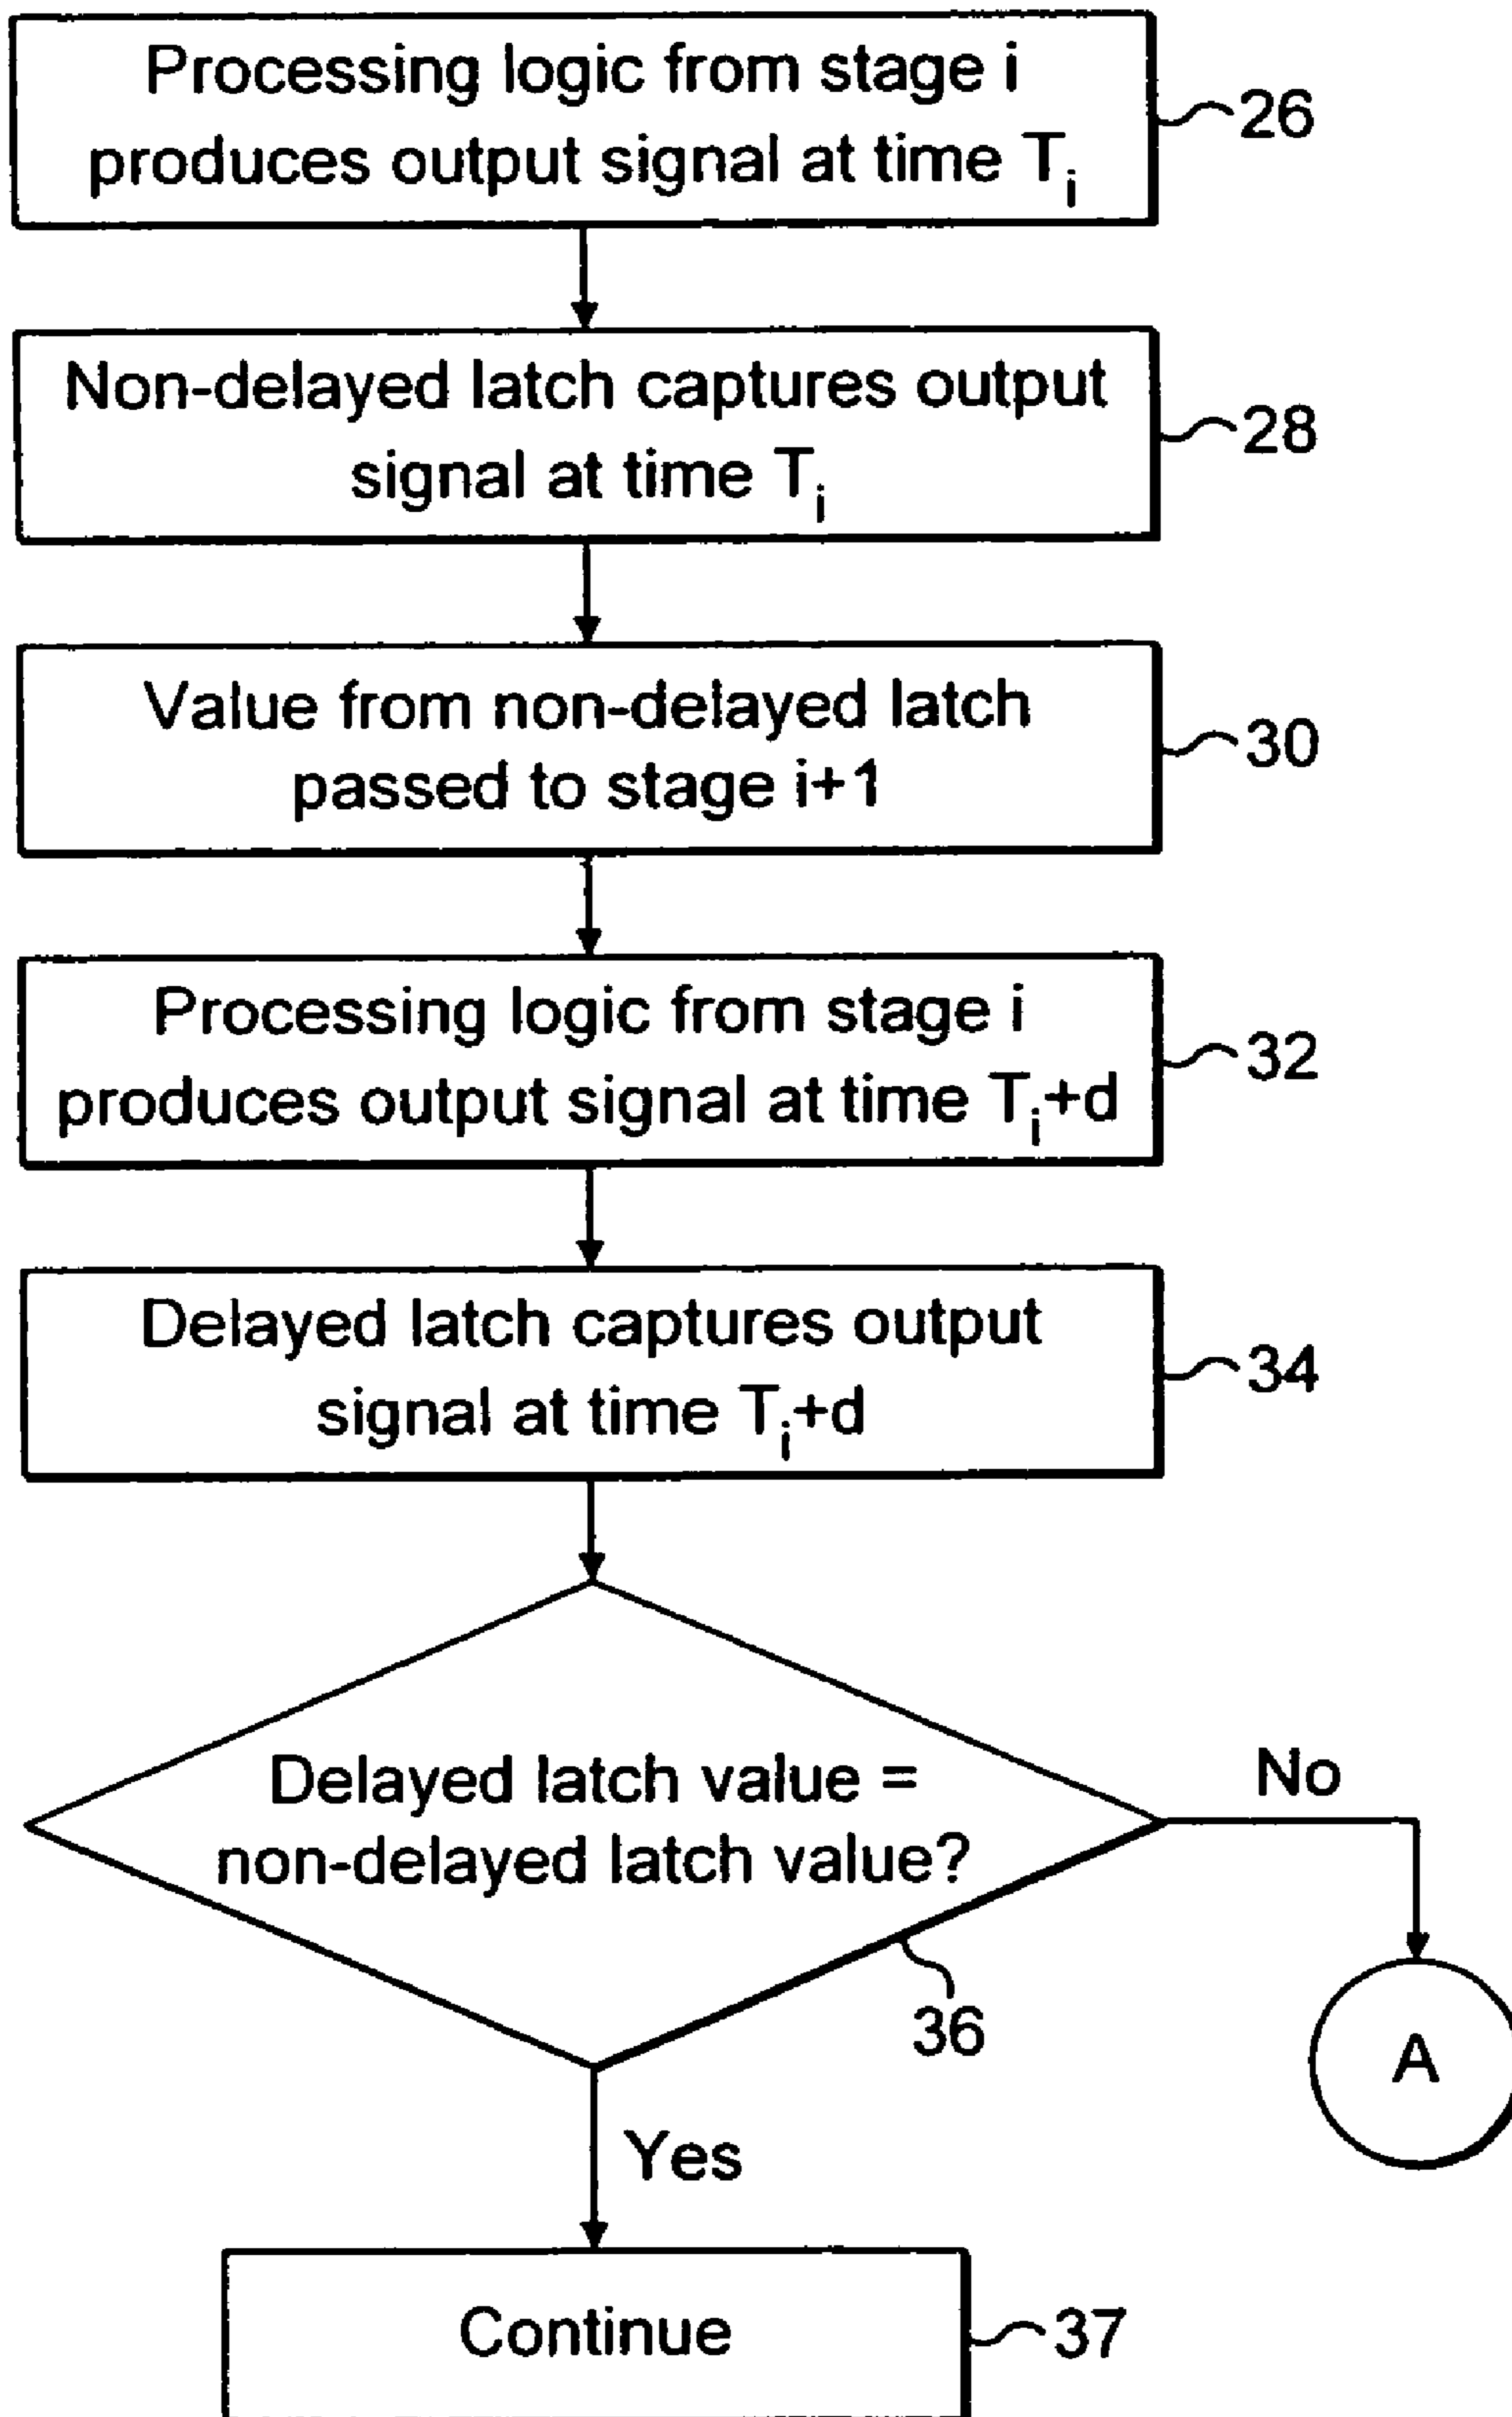 Processing logic from stage i
produces output signal at time Ti
26
Non-delayed latch captures output
signal at time Ti
28
Value from non-delayed latch
passed to stage i+1
30
Processing logic from stage i
produces output signal at time Ti+d
32
Delayed latch captures output
signal at time Ti+d
34
Delayed latch value =
non-delayed latch value?
No
36
A
Yes
Continue
37